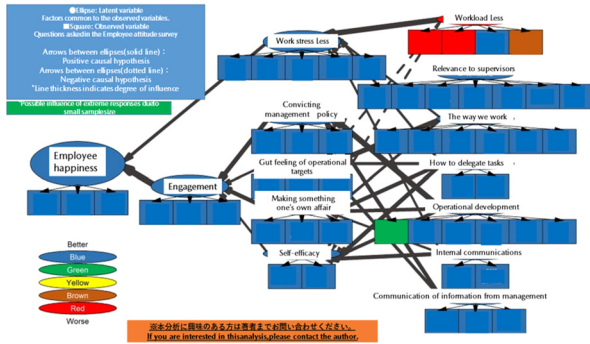 ●Ellipse: Latent variable
Factors common to the observed variables.
■Square: Observed variable
Questions asked in the Employee attitude survey
Arrows between ellipses(solid line)：
Positive causal hypothesis
Arrows between ellipses(dotted line)：
Negative causal hypothesis
*Line thickness indicates degree of influence
*Possible influence of extreme responses dueto
small samplesize
Work stress Less
Workload Less
Relevance to supervisors
Convicting
management policy
The way we work
Employee
happiness
Gut feeling of operational
targets
How to delegate tasks
Engagement
Making something
one's own affair
Operational development
Self-efficacy
Internal communications
Communication of information from management
Better
Blue
Green
Yellow
Brown
Red
Worse
※本分析に興味のある方は著者までお問い合わせください。
If you are interested in thisanalysis,please contact the author.